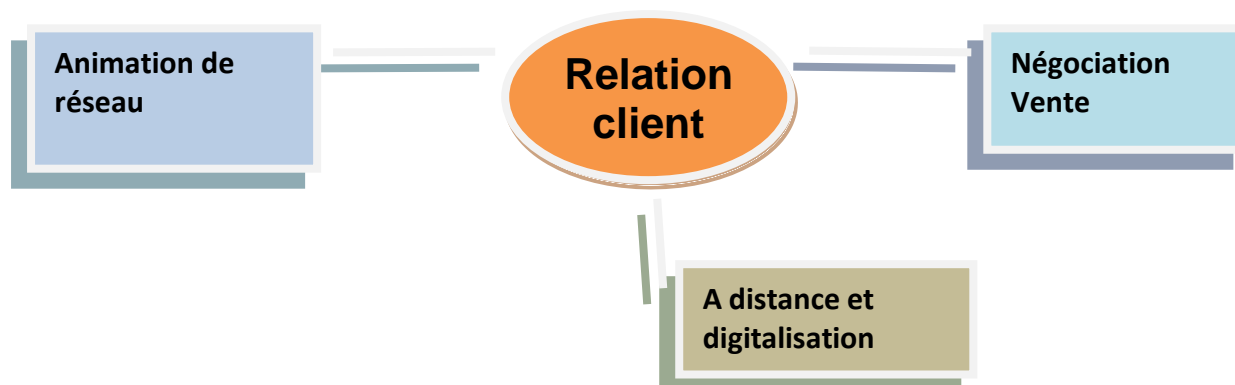 Animation de
réseau
Relation
client
Négociation
Vente
A distance et
digitalisation